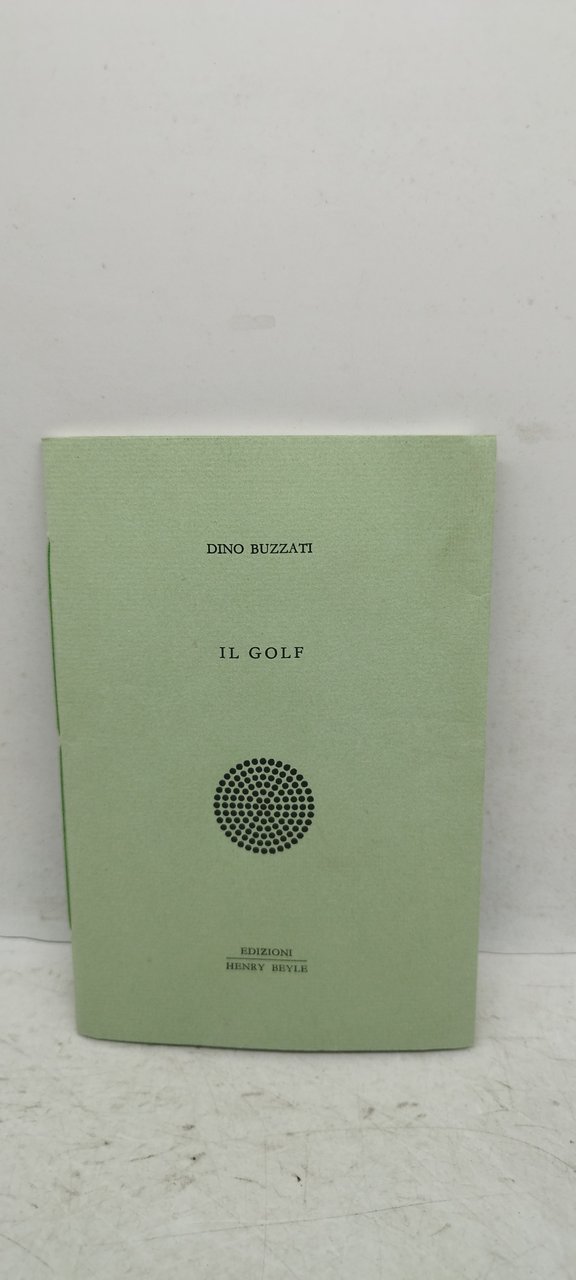 DINO BUZZATI
IL GOLF
EDIZIONI
HENRY BEYLE